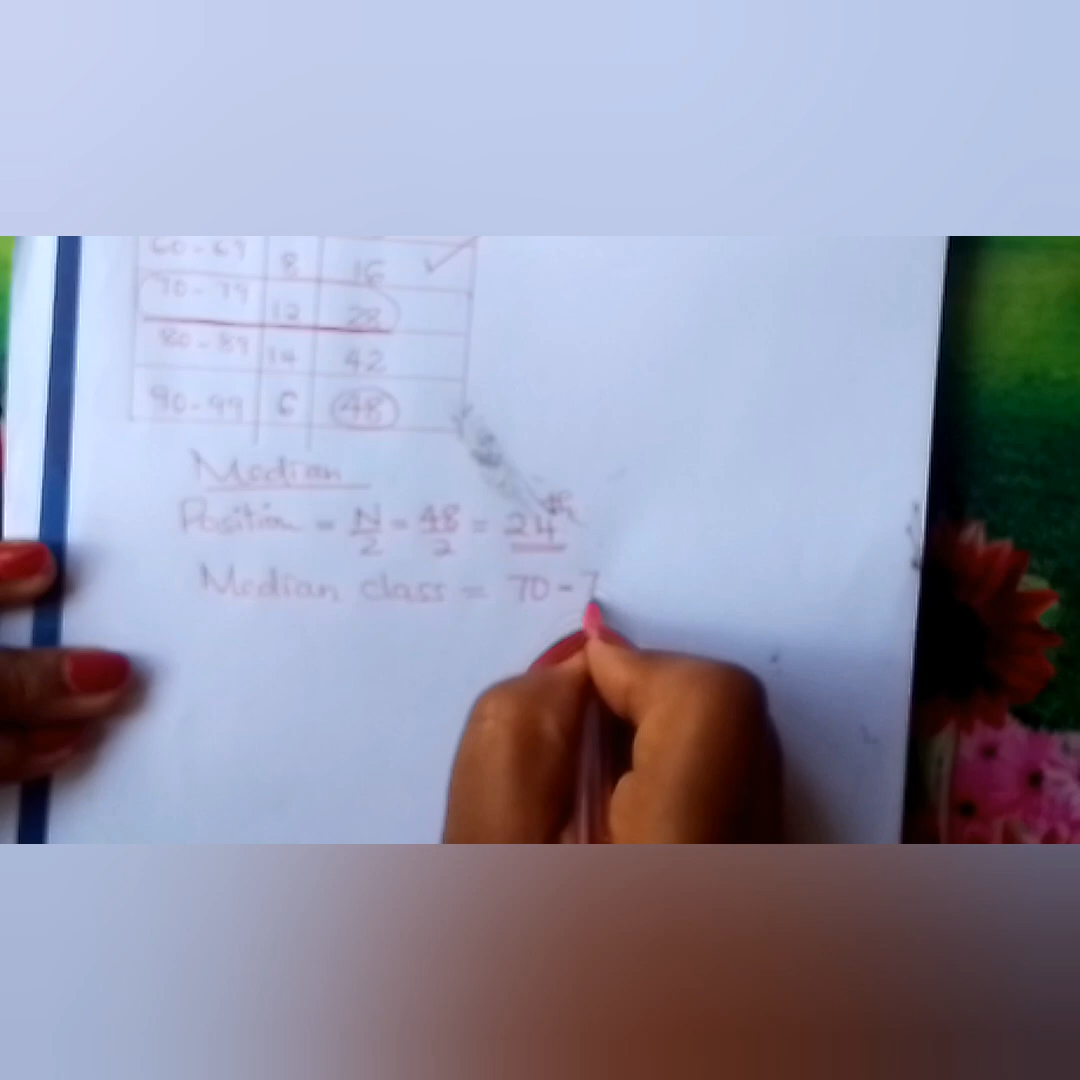 60-69 8 16 ✓
70-79 12 28
80-89 14 42
90-99 6 48
Median
Position = N/2 = 48/2 = 24th
Median class = 70-7